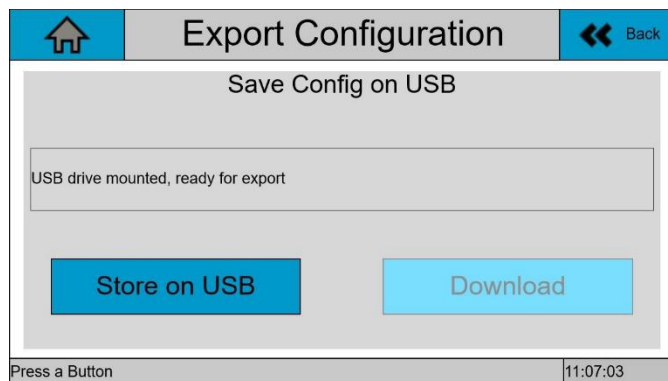 Export Configuration
Back
Save Config on USB
USB drive mounted, ready for export
Store on USB
Download
Press a Button
11:07:03